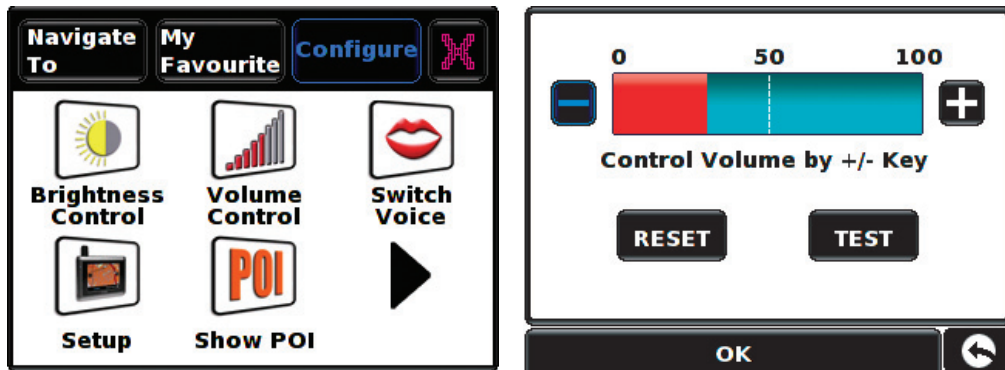 Navigate To
My Favourite
Configure
Brightness Control
Volume Control
Switch Voice
POI
Setup
Show POI
0 50 100
Control Volume by +/- Key
RESET
TEST
OK